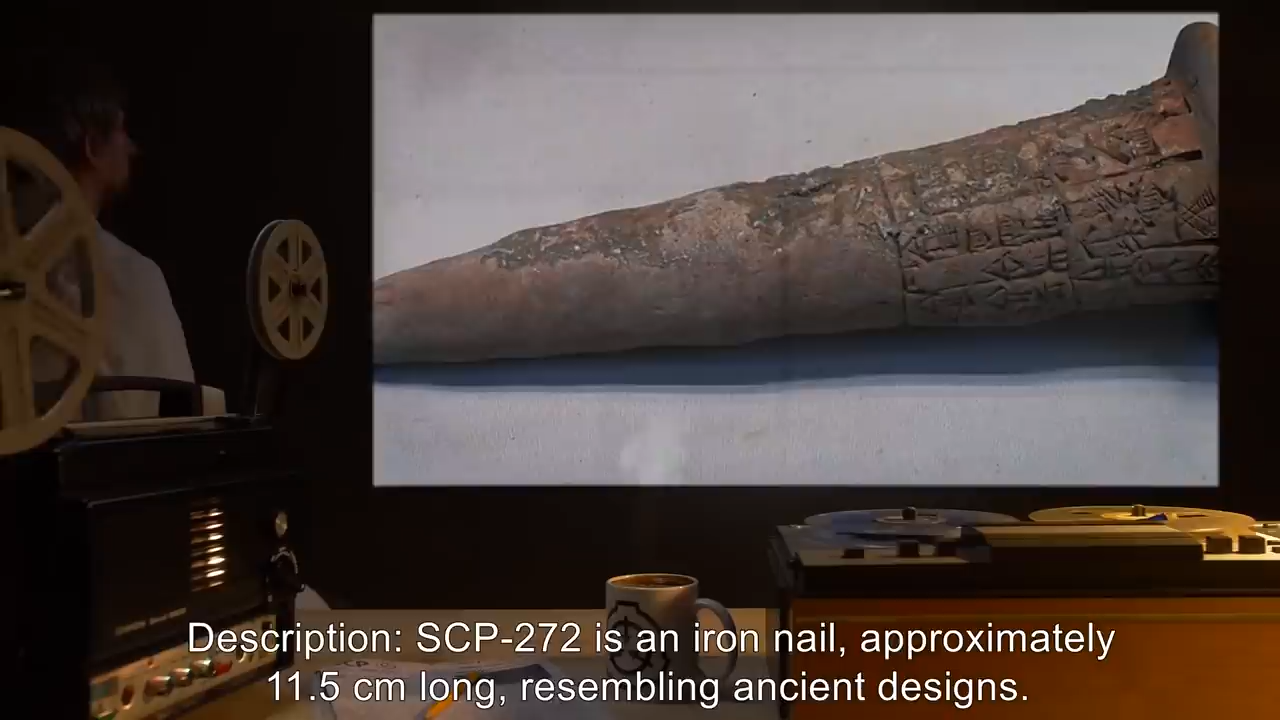 Description: SCP-272 is an iron nail, approximately
11.5 cm long, resembling ancient designs.